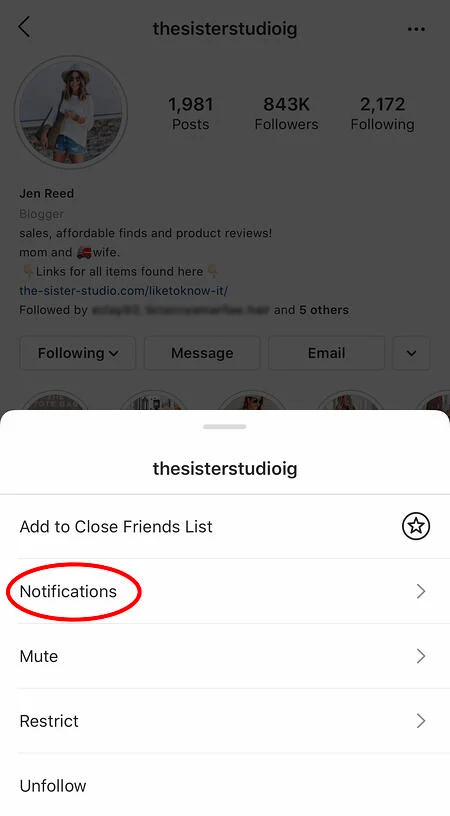 thesisterstudioig
1,981 843K 2,172
Posts Followers Following
Jen Reed
Blogger
sales, affordable finds and product reviews!
mom and 🚒wife.
👇🏼Links for all items found here👇🏼
the-sister-studio.com/liketoknow-it/
Followed by and 5 others
Following Message Email
thesisterstudioig
Add to Close Friends List
Notifications
Mute
Restrict
Unfollow